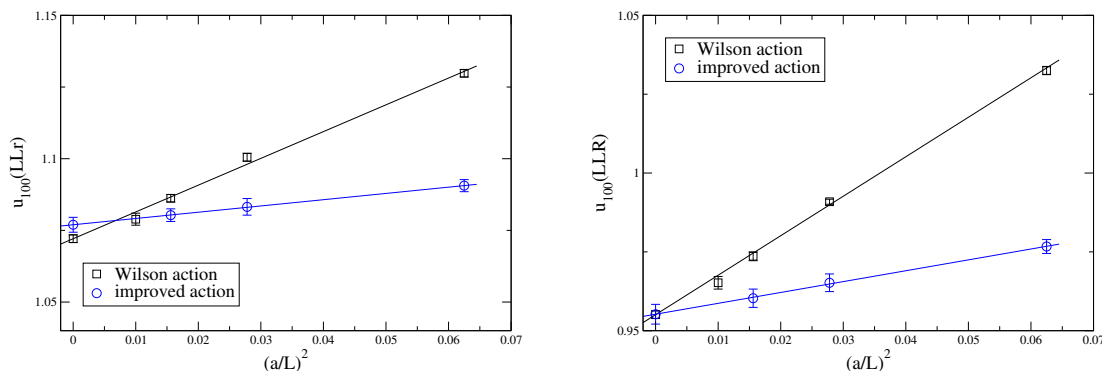 1.15
1.1
1.05
u100(LLr)
Wilson action
improved action
0 0.01 0.02 0.03 0.04 0.05 0.06 0.07
(a/L)^2
1.05
1
0.95
u100(LLR)
Wilson action
improved action
0 0.01 0.02 0.03 0.04 0.05 0.06 0.07
(a/L)^2